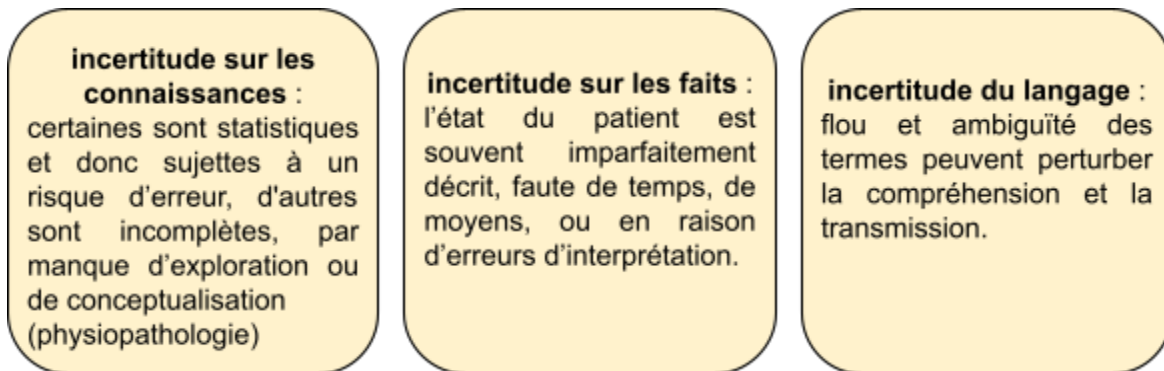 incertitude sur les
connaissances :
certaines sont statistiques
et donc sujettes à un
risque d'erreur, d'autres
sont incomplètes, par
manque d'exploration ou
de conceptualisation
(physiopathologie)
incertitude sur les faits :
l'état du patient est
souvent imparfaitement
décrit, faute de temps, de
moyens, ou en raison
d'erreurs d'interprétation.
incertitude du langage :
flou et ambiguïté des
termes peuvent perturber
la compréhension et la
transmission.